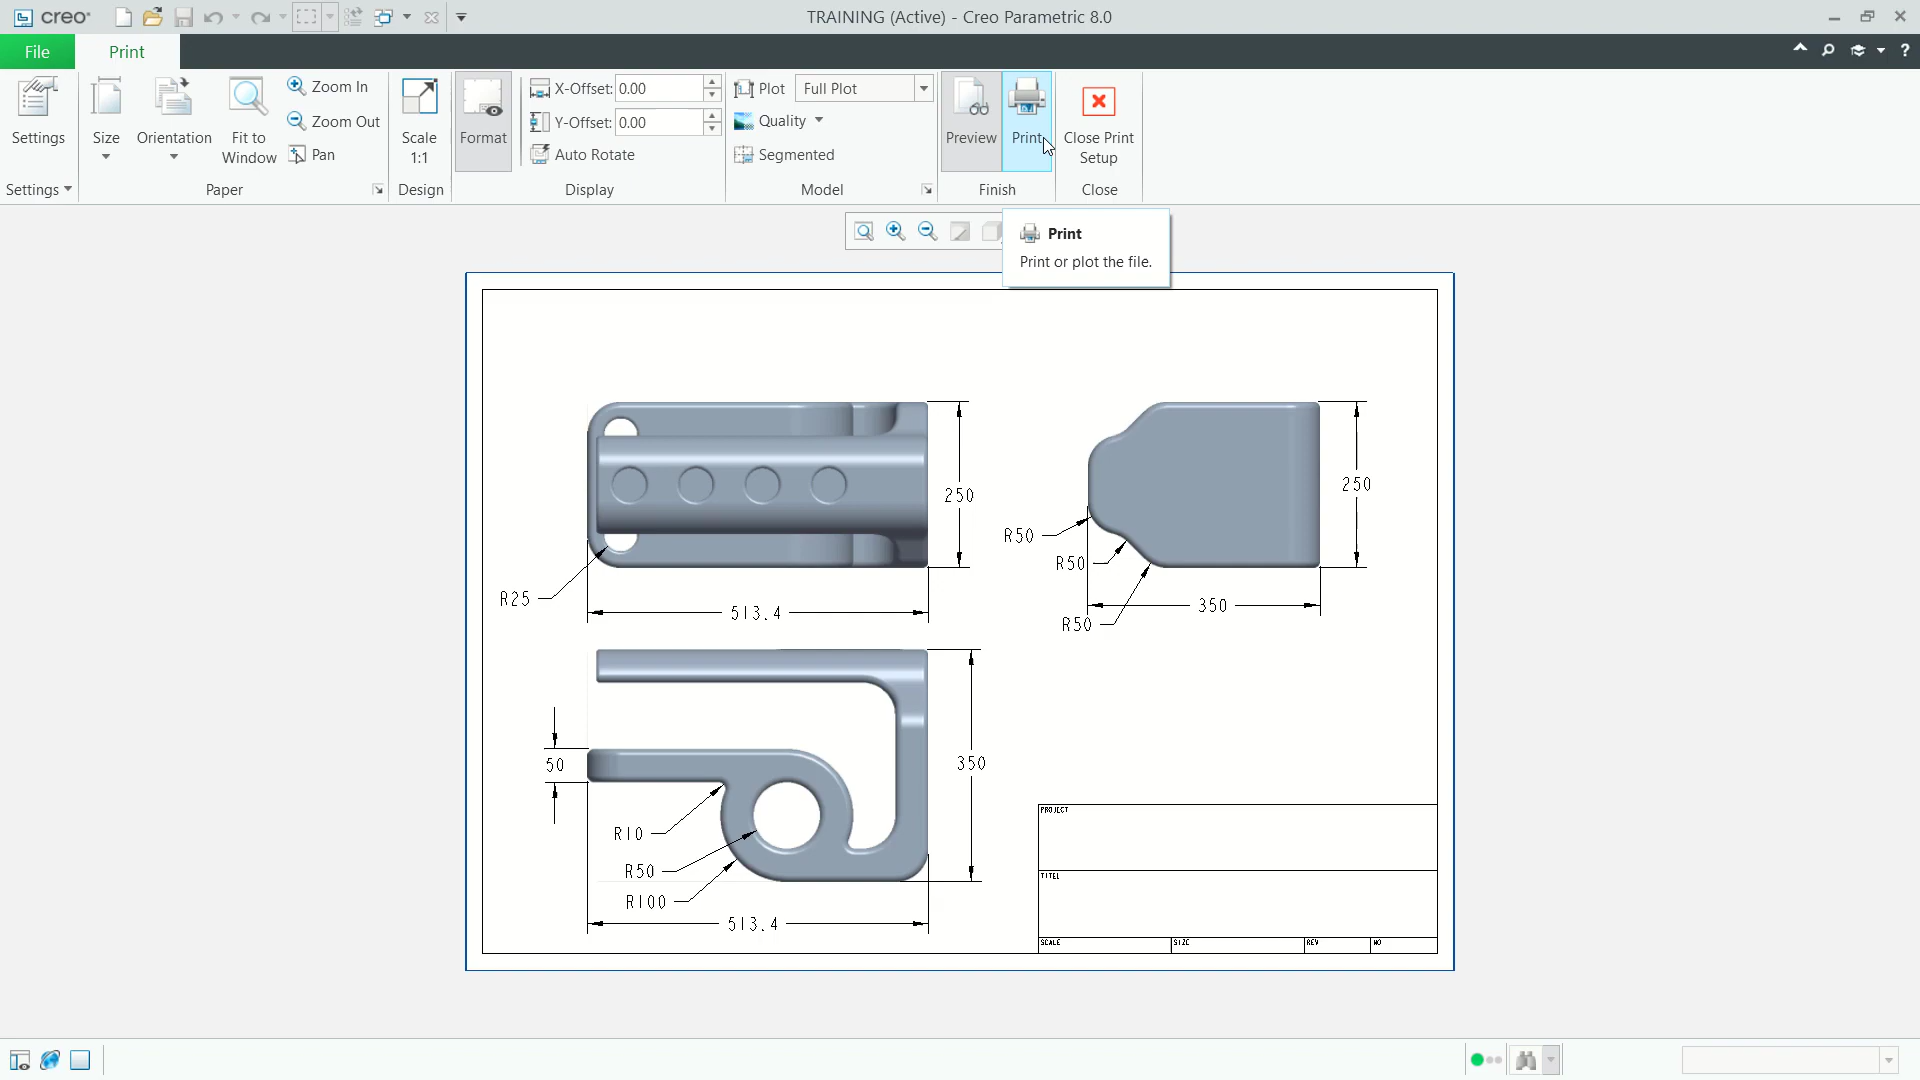 creo
TRAINING (Active) - Creo Parametric 8.0
File
Print
Settings
Size
Orientation
Fit to
Window
Zoom In
Zoom Out
Pan
Scale
1:1
Format
X-Offset: 0.00
Y-Offset: 0.00
Auto Rotate
Plot Full Plot
Quality
Segmented
Preview
Print
Close Print
Setup
Settings
Paper
Design
Display
Model
Finish
Close
Print
Print or plot the file.
250
250
R50
R50
R25
513.4
350
R50
50
350
R10
R50
R100
513.4
PROJECT
TITEL
SCALE
SIZE
REV
NO